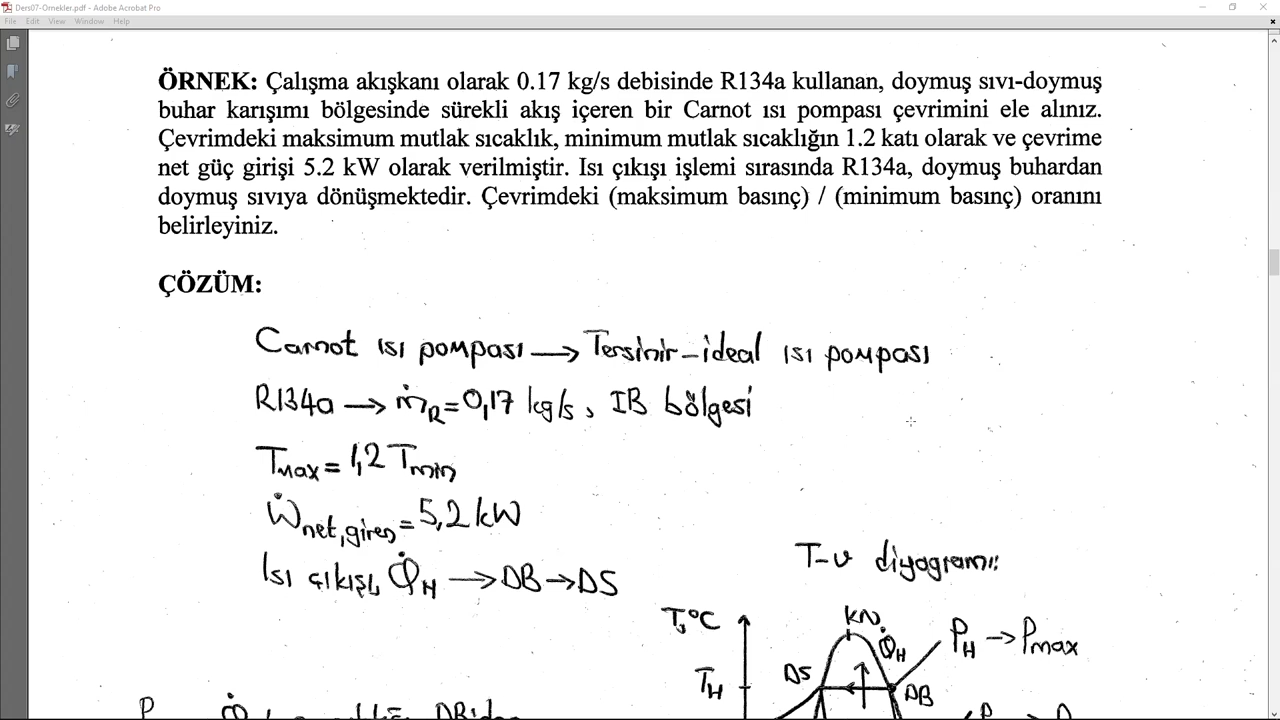 Ders07-Ornekler.pdf - Adobe Acrobat Pro
File Edit View Window Help
ÖRNEK: Çalışma akışkanı olarak 0.17 kg/s debisinde R134a kullanan, doymuş sıvı-doymuş
buhar karışımı bölgesinde sürekli akış içeren bir Carnot ısı pompası çevrimini ele alınız.
Çevrimdeki maksimum mutlak sıcaklık, minimum mutlak sıcaklığın 1.2 katı olarak ve çevrime
net güç girişi 5.2 kW olarak verilmiştir. Isı çıkışı işlemi sırasında R134a, doymuş buhardan
doymuş sıvıya dönüşmektedir. Çevrimdeki (maksimum basınç) / (minimum basınç) oranını
belirleyiniz.
ÇÖZÜM:
Carnot ısı pompası → Tersinir-ideal ısı pompası
R134a → ṁR = 0,17 kg/s, IB bölgesi
Tmax = 1,2 Tmin
Ẇnet,giren = 5,2 kW
Isı çıkışı, Q̇H → DB → DS
T-v diyagramı:
T, °C
KN.
Q̇H
PH → Pmax
DS
TH
DB